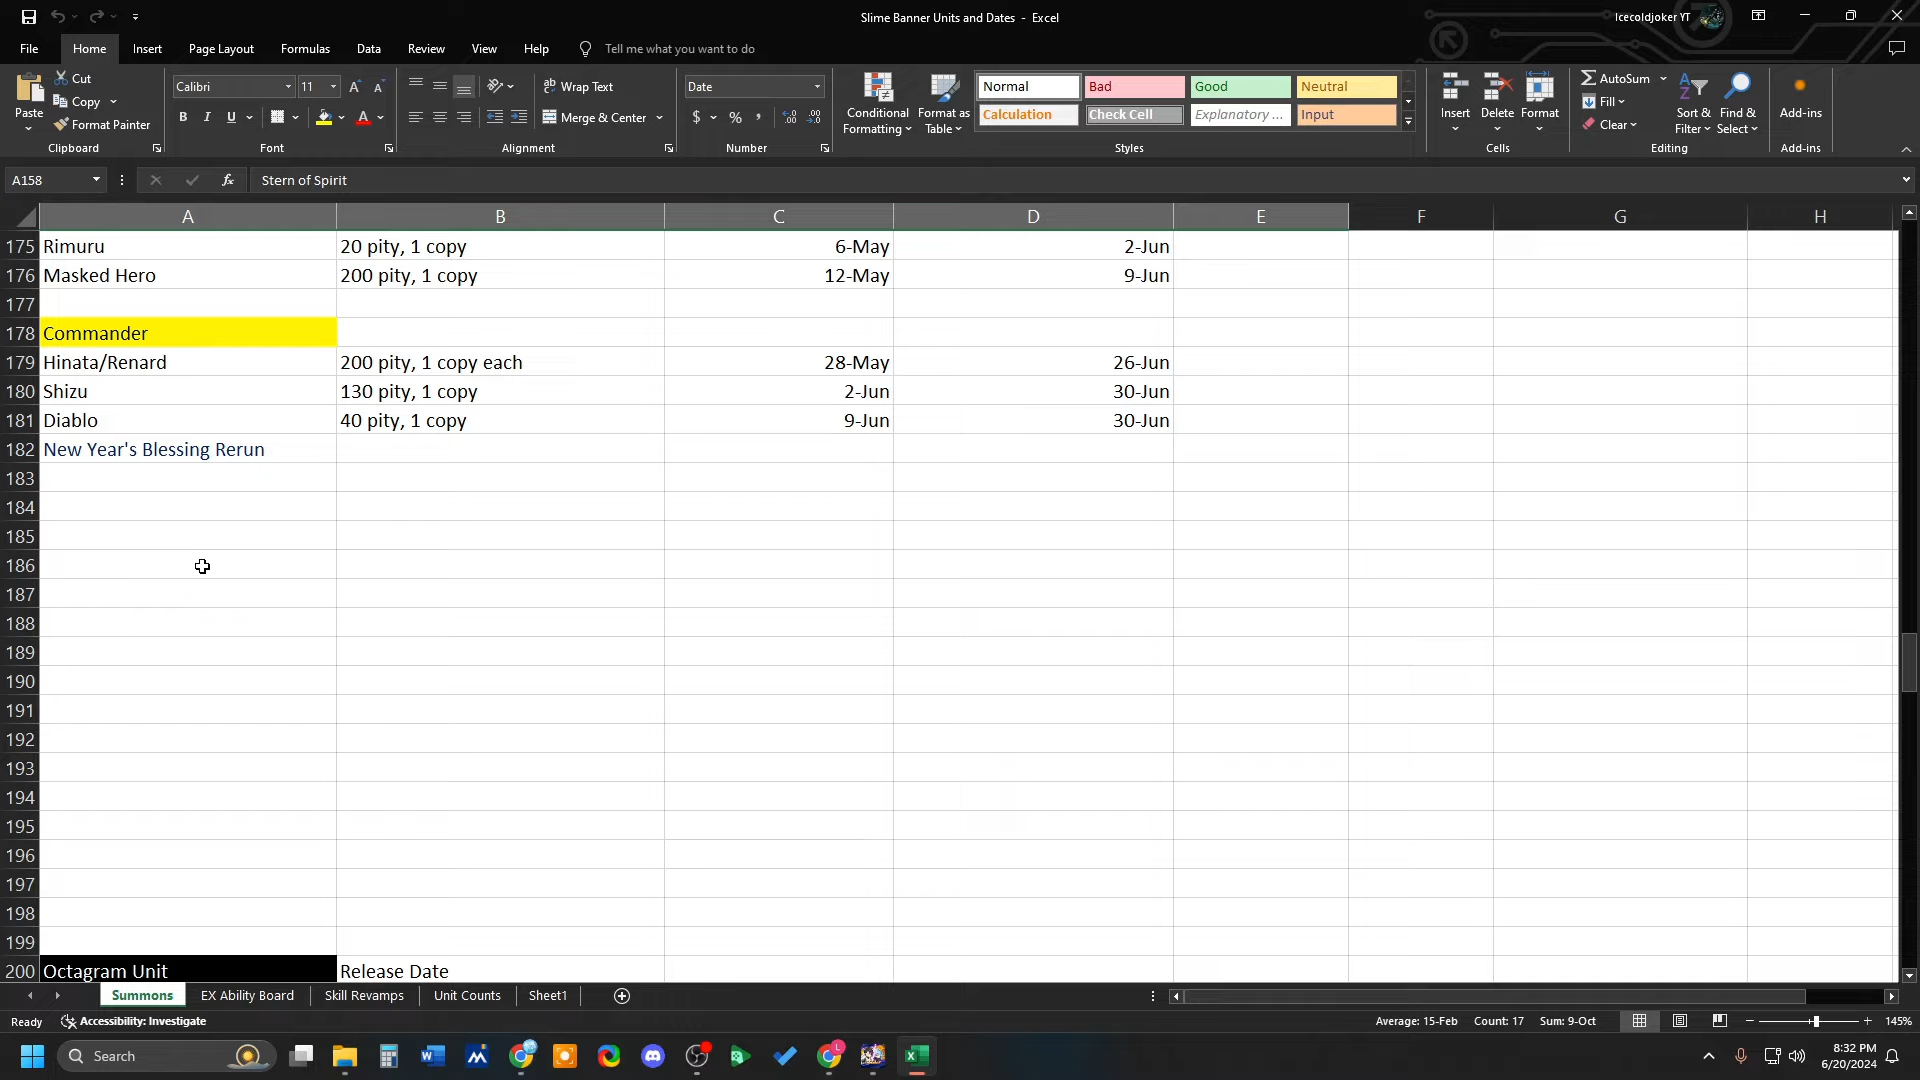 Slime Banner Units and Dates - Excel
Icecoldjoker YT
File Home Insert Page Layout Formulas Data Review View Help Tell me what you want to do
Paste
Cut
Copy
Format Painter
Clipboard
Calibri 11
B I U
Font
Wrap Text
Merge & Center
Alignment
Date
$ % ,
Number
Conditional Formatting
Format as Table
Normal Bad Good Neutral
Calculation Check Cell Explanatory ... Input
Styles
Insert Delete Format
Cells
AutoSum
Fill
Clear
Sort & Filter
Find & Select
Editing
Add-ins
Add-ins
A158 fx Stern of Spirit
A B C D E F G H
175 Rimuru 20 pity, 1 copy 6-May 2-Jun
176 Masked Hero 200 pity, 1 copy 12-May 9-Jun
177
178 Commander
179 Hinata/Renard 200 pity, 1 copy each 28-May 26-Jun
180 Shizu 130 pity, 1 copy 2-Jun 30-Jun
181 Diablo 40 pity, 1 copy 9-Jun 30-Jun
182 New Year's Blessing Rerun
183
184
185
186
187
188
189
190
191
192
193
194
195
196
197
198
199
200 Octagram Unit Release Date
Summons EX Ability Board Skill Revamps Unit Counts Sheet1
Ready Accessibility: Investigate Average: 15-Feb Count: 17 Sum: 9-Oct 145%
Search
8:32 PM
6/20/2024